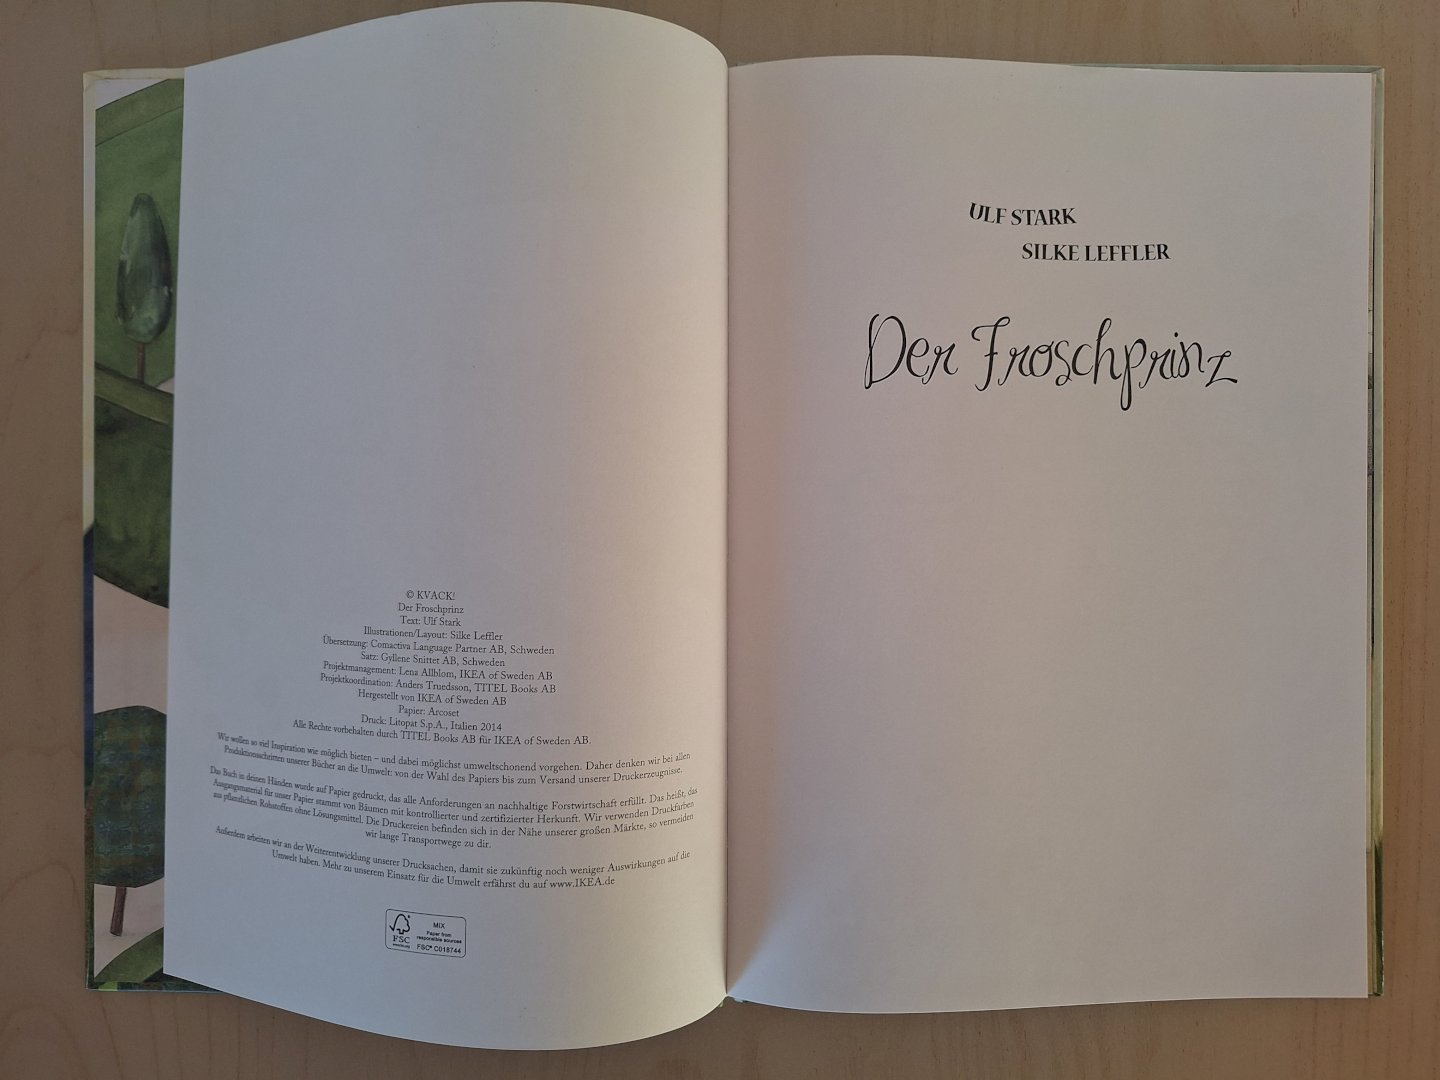 © KVACK!
Der Froschprinz
Text: Ulf Stark
Illustrationen/Layout: Silke Leffler
Übersetzung: Comactiva Language Partner AB, Schweden
Satz: Gyllene Snittet AB, Schweden
Projektmanagement: Lena Allblom, IKEA of Sweden AB
Projektkoordination: Anders Truedsson, TITEL Books AB
Hergestellt von IKEA of Sweden AB
Papier: Arcoset
Druck: Litopat S.p.A., Italien 2014
Alle Rechte vorbehalten durch TITEL Books AB für IKEA of Sweden AB.
Wir wollen so viel Inspiration wie möglich bieten – und dabei möglichst umweltschonend vorgehen. Daher denken wir bei allen
Produktionsschritten unserer Bücher an die Umwelt: von der Wahl des Papiers bis zum Versand unserer Druckerzeugnisse.
Das Buch in deinen Händen wurde auf Papier gedruckt, das alle Anforderungen an nachhaltige Forstwirtschaft erfüllt. Das heißt, das
Ausgangsmaterial für unser Papier stammt von Bäumen mit kontrollierter und zertifizierter Herkunft. Wir verwenden Druckfarben
aus pflanzlichen Rohstoffen ohne Lösungsmittel. Die Druckereien befinden sich in der Nähe unserer großen Märkte, so vermeiden
wir lange Transportwege zu dir.
Außerdem arbeiten wir an der Weiterentwicklung unserer Drucksachen, damit sie zukünftig noch weniger Auswirkungen auf die
Umwelt haben. Mehr zu unserem Einsatz für die Umwelt erfährst du auf www.IKEA.de
FSC
www.fsc.org
MIX
Paper from
responsible sources
FSC® C018744
ULF STARK
SILKE LEFFLER
Der Froschprinz